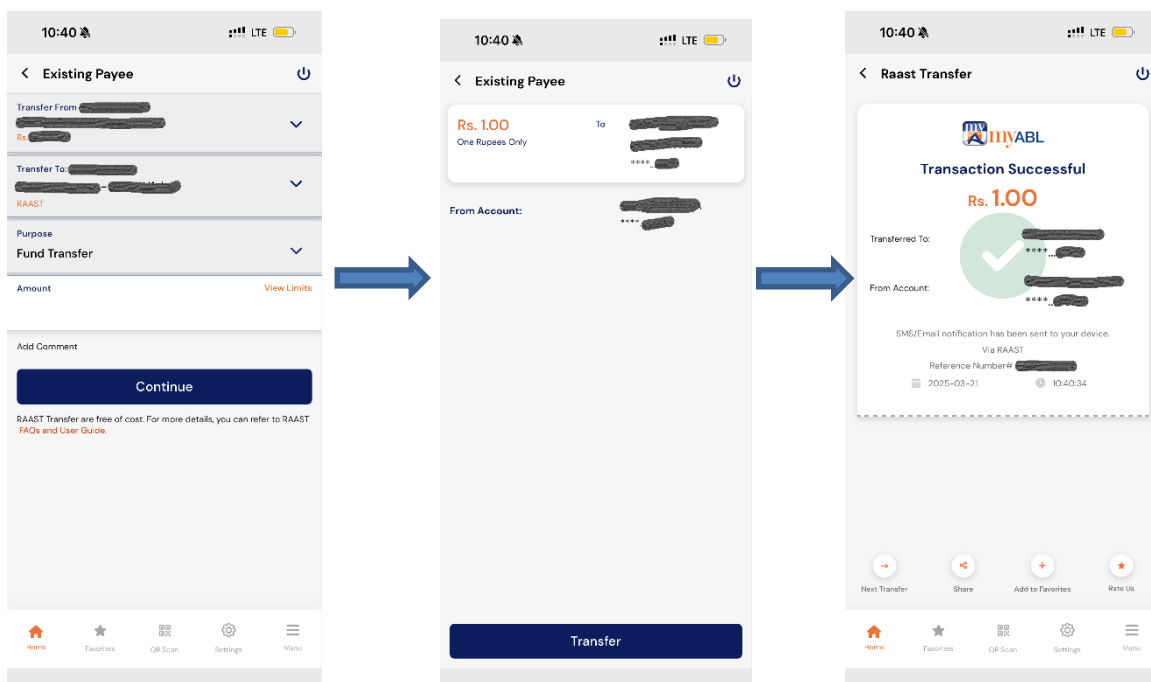 10:40
LTE
Existing Payee
Transfer From
Rs.
Transfer To:
RAAST
Purpose
Fund Transfer
Amount
View Limits
Add Comment
Continue
RAAST Transfer are free of cost. For more details, you can refer to RAAST
FAQs and User Guide.
Home
Favorites
QR Scan
Settings
Menu
10:40
LTE
Existing Payee
Rs. 1.00
To
One Rupees Only
****
From Account:
****
Transfer
10:40
LTE
Raast Transfer
my myABL
Transaction Successful
Rs. 1.00
Transferred To:
****
From Account:
****
SMS/Email notification has been sent to your device.
Via RAAST
Reference Number#
2025-03-21
10:40:34
Next Transfer
Share
Add to Favorites
Rate Us
Home
Favorites
QR Scan
Settings
Menu